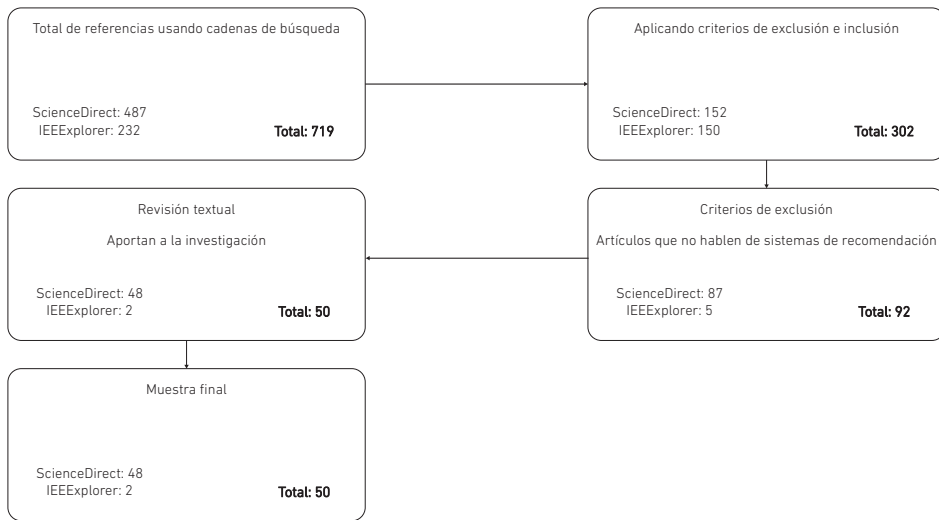 Total de referencias usando cadenas de búsqueda
ScienceDirect: 487
IEEExplorer: 232
Total: 719
Aplicando criterios de exclusión e inclusión
ScienceDirect: 152
IEEExplorer: 150
Total: 302
Criterios de exclusión
Artículos que no hablen de sistemas de recomendación
ScienceDirect: 87
IEEExplorer: 5
Total: 92
Revisión textual
Aportan a la investigación
ScienceDirect: 48
IEEExplorer: 2
Total: 50
Muestra final
ScienceDirect: 48
IEEExplorer: 2
Total: 50